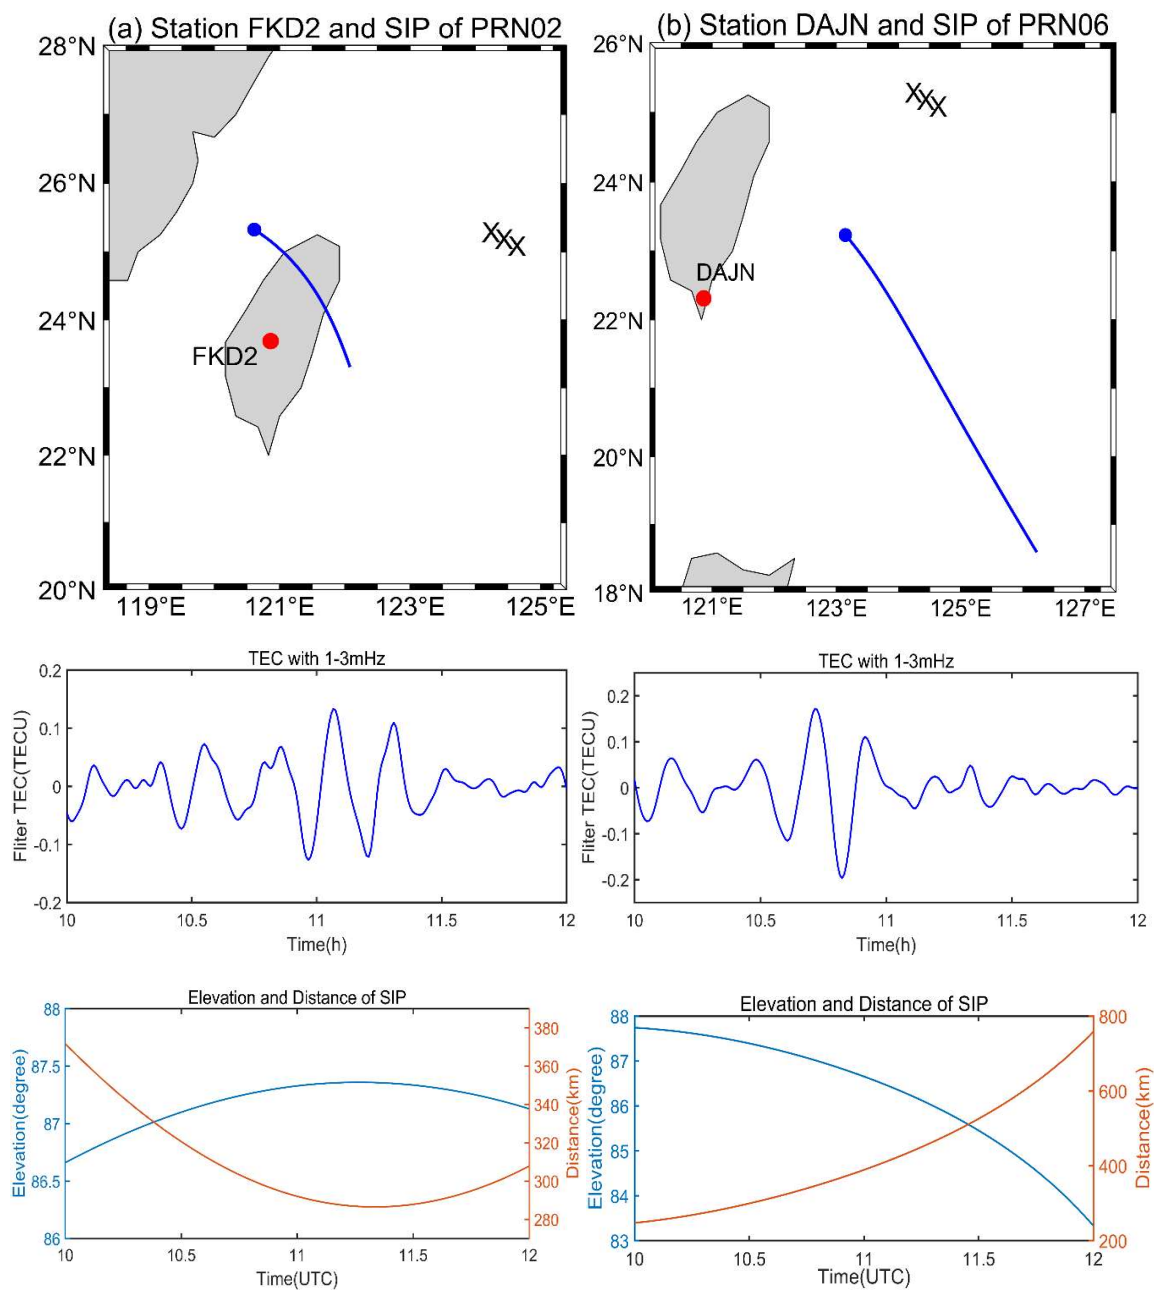 (a) Station FKD2 and SIP of PRN02
28°N
26°N
24°N
22°N
20°N
XXX
FKD2
119°E 121°E 123°E 125°E
(b) Station DAJN and SIP of PRN06
26°N
24°N
22°N
20°N
18°N
XXX
DAJN
121°E 123°E 125°E 127°E
TEC with 1-3mHz
Fliter TEC(TECU)
0.2
0.1
0
-0.1
-0.2
10 10.5 11 11.5 12
Time(h)
TEC with 1-3mHz
Fliter TEC(TECU)
0.2
0.1
0
-0.1
-0.2
10 10.5 11 11.5 12
Time(h)
Elevation and Distance of SIP
Elevation(degree)
88
87.5
87
86.5
86
380
360
340
320
300
280
Distance(km)
10 10.5 11 11.5 12
Time(UTC)
Elevation and Distance of SIP
Elevation(degree)
88
87
86
85
84
83
800
600
400
200
Distance(km)
10 10.5 11 11.5 12
Time(UTC)